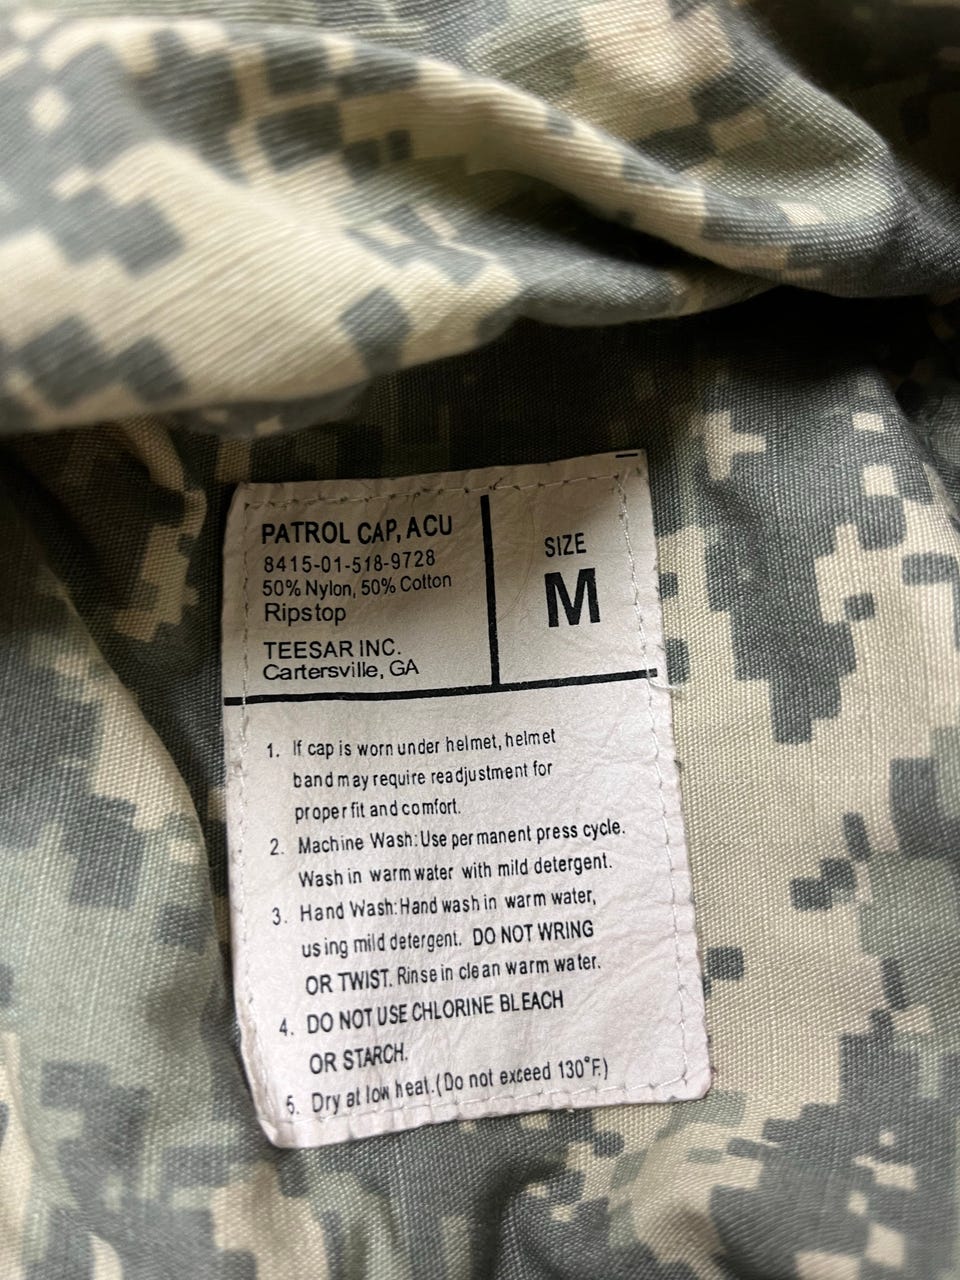 PATROL CAP, ACU
8415-01-518-9728
50% Nylon, 50% Cotton
Ripstop
TEESAR INC.
Cartersville, GA
SIZE
M
1. If cap is worn under helmet, helmet
band may require readjustment for
proper fit and comfort.
2. Machine Wash: Use permanent press cycle.
Wash in warm water with mild detergent.
3. Hand Wash: Hand wash in warm water,
using mild detergent. DO NOT WRING
OR TWIST. Rinse in clean warm water.
4. DO NOT USE CHLORINE BLEACH
OR STARCH.
5. Dry at low heat. (Do not exceed 130°F.)